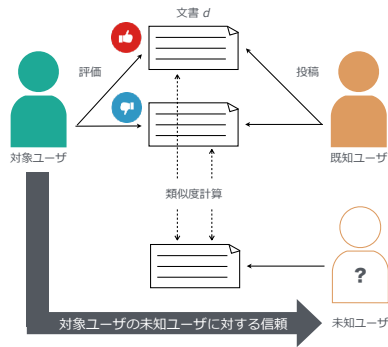 文書 d
評価
投稿
対象ユーザ
既知ユーザ
類似度計算
?
対象ユーザの未知ユーザに対する信頼
未知ユーザ